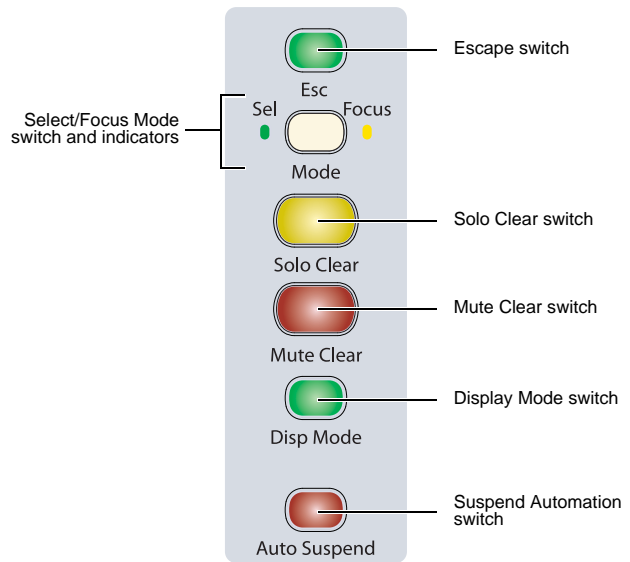 Escape switch
Esc
Select/Focus Mode
switch and indicators
Sel
Focus
Mode
Solo Clear switch
Solo Clear
Mute Clear switch
Mute Clear
Display Mode switch
Disp Mode
Suspend Automation
switch
Auto Suspend